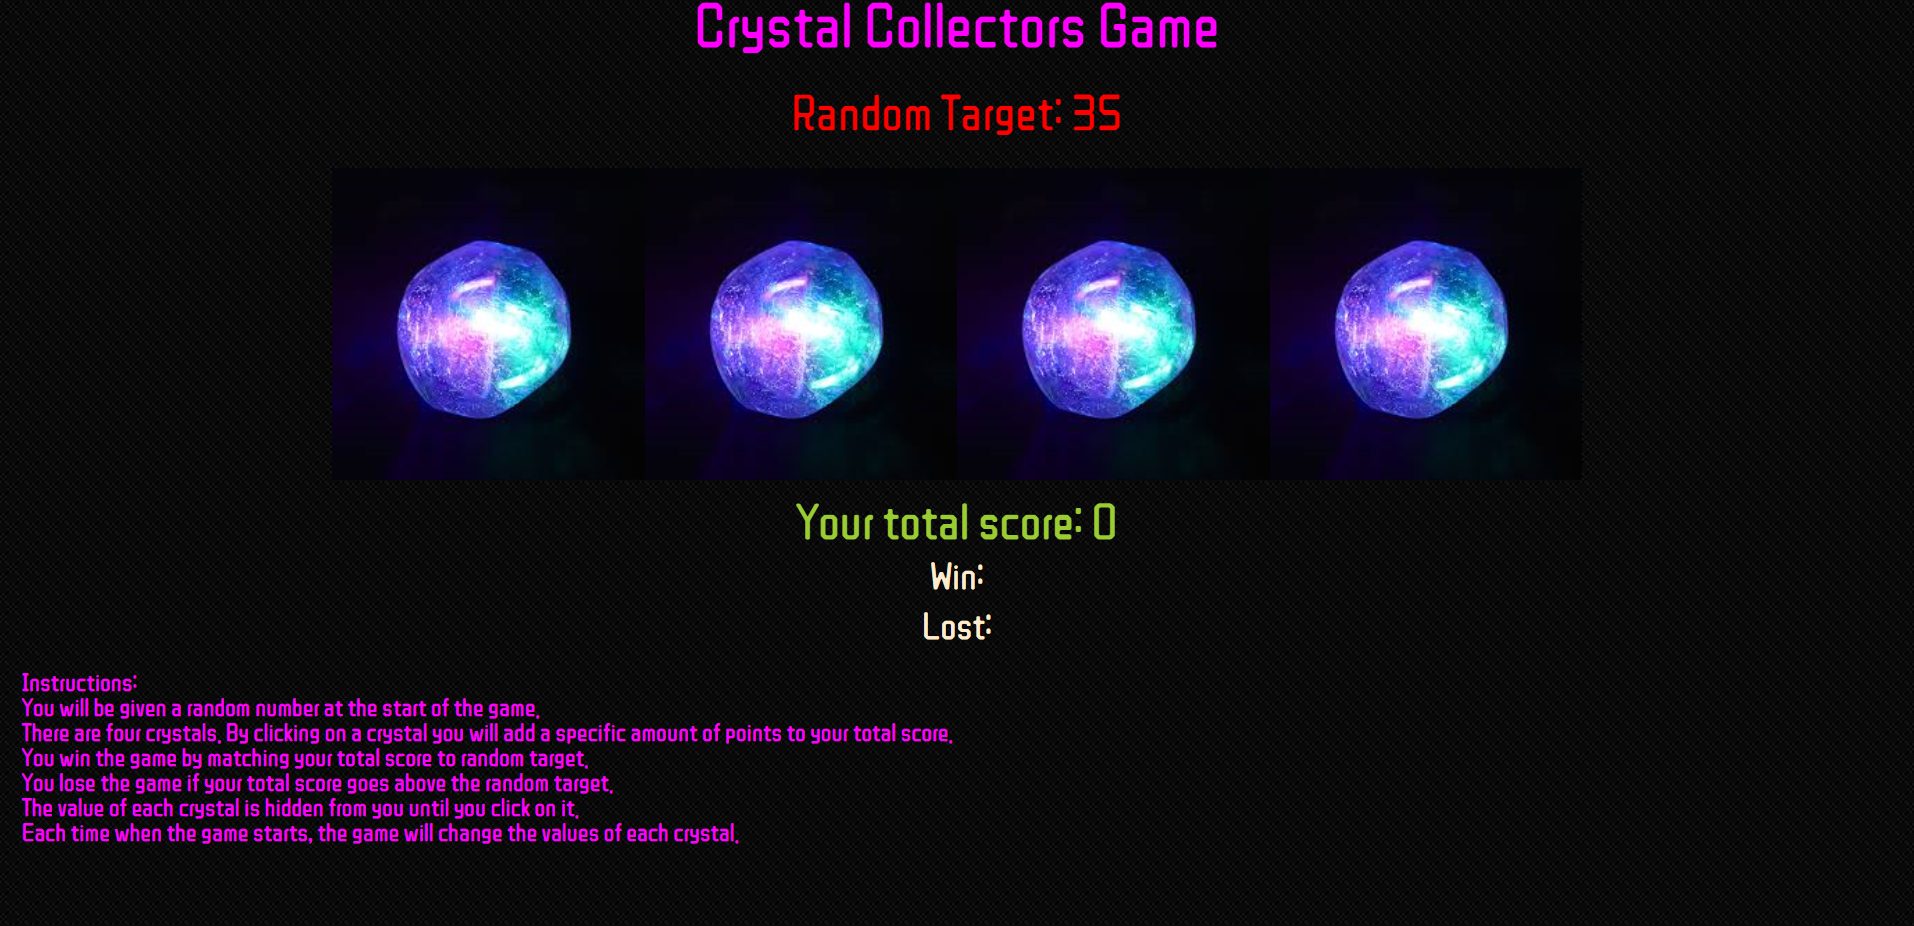 Crystal Collectors Game
Random Target: 35
Your total score: 0
Win:
Lost:
Instructions:
You will be given a random number at the start of the game.
There are four crystals. By clicking on a crystal you will add a specific amount of points to your total score.
You win the game by matching your total score to random target.
You lose the game if your total score goes above the random target.
The value of each crystal is hidden from you until you click on it.
Each time when the game starts, the game will change the values of each crystal.